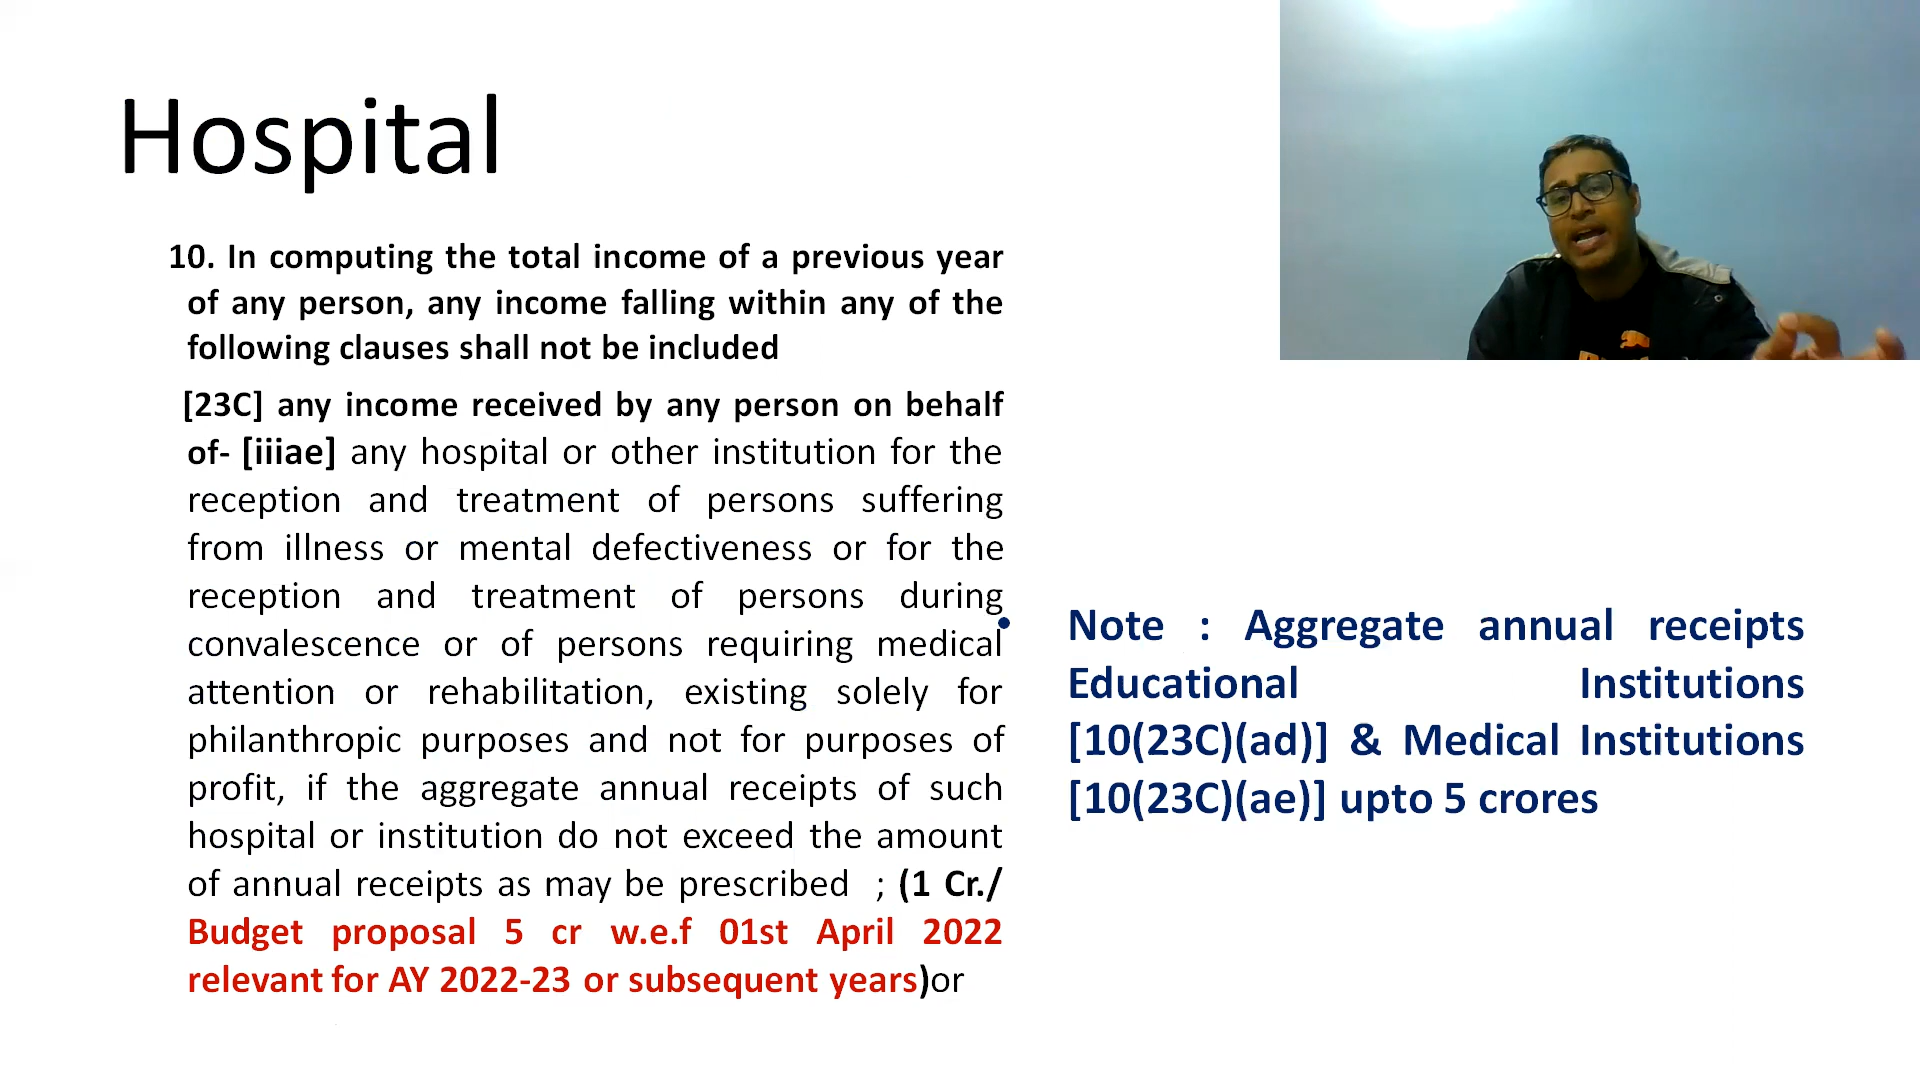 Hospital
10. In computing the total income of a previous year
of any person, any income falling within any of the
following clauses shall not be included
[23C] any income received by any person on behalf
of- [iiiae] any hospital or other institution for the
reception and treatment of persons suffering
from illness or mental defectiveness or for the
reception and treatment of persons during
convalescence or of persons requiring medical
attention or rehabilitation, existing solely for
philanthropic purposes and not for purposes of
profit, if the aggregate annual receipts of such
hospital or institution do not exceed the amount
of annual receipts as may be prescribed ; (1 Cr./
Budget proposal 5 cr w.e.f 01st April 2022
relevant for AY 2022-23 or subsequent years)or
• Note : Aggregate annual receipts
Educational Institutions
[10(23C)(ad)] & Medical Institutions
[10(23C)(ae)] upto 5 crores